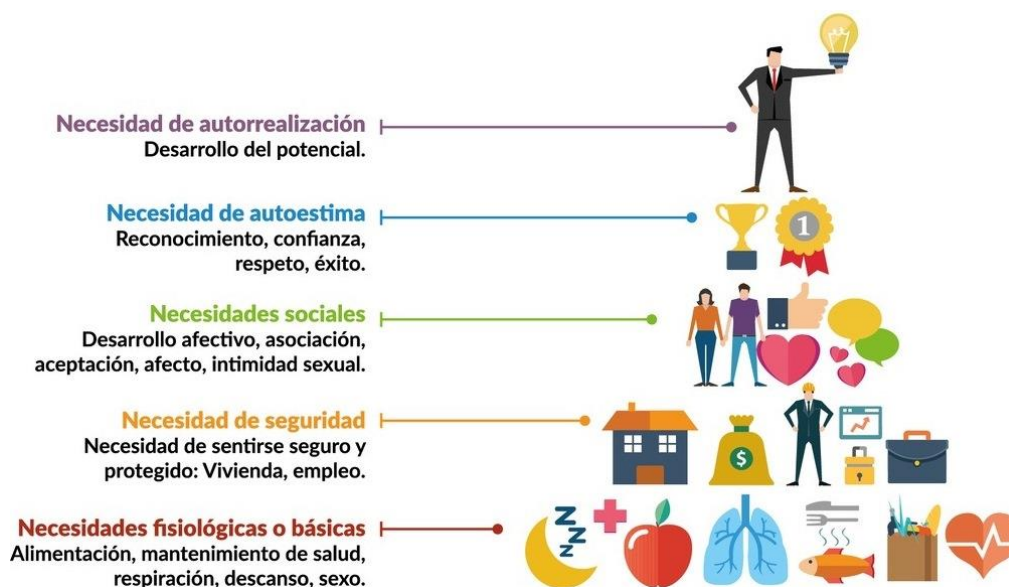 Necesidad de autorrealización
Desarrollo del potencial.
Necesidad de autoestima
Reconocimiento, confianza,
respeto, éxito.
1
Necesidades sociales
Desarrollo afectivo, asociación,
aceptación, afecto, intimidad sexual.
Necesidad de seguridad
Necesidad de sentirse seguro y
protegido: Vivienda, empleo.
$
Necesidades fisiológicas o básicas
Alimentación, mantenimiento de salud,
respiración, descanso, sexo.
Z
Z
Z
Z